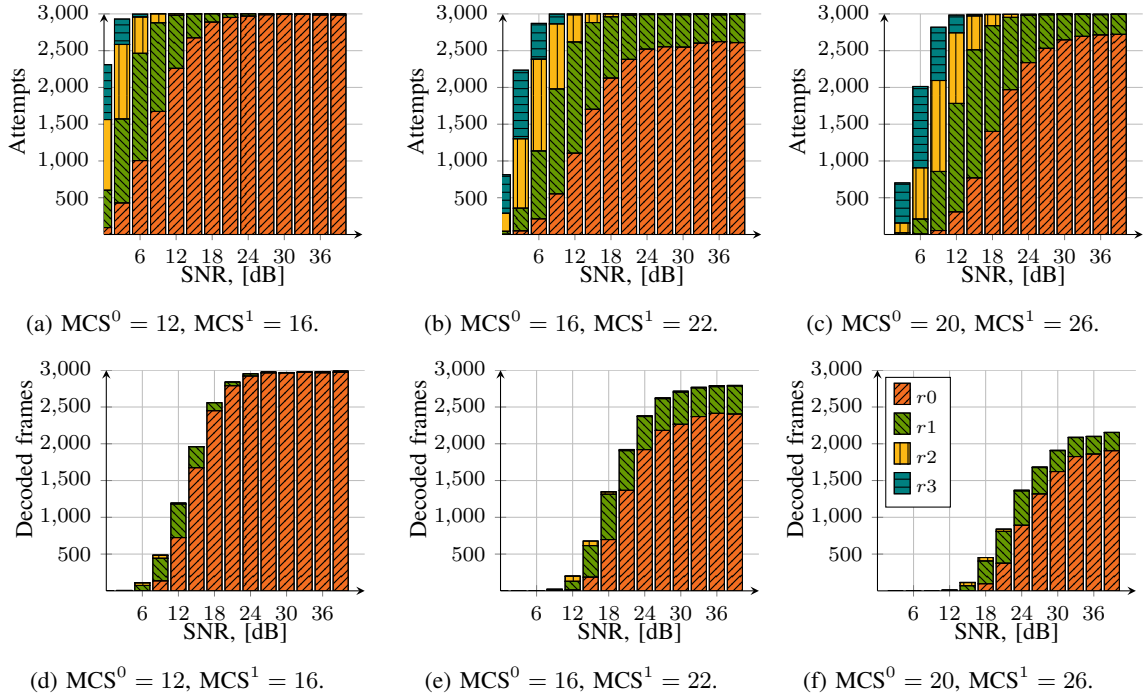 3,000
2,500
2,000
1,500
1,000
500
Attempts
6 12 18 24 30 36
SNR, [dB]
(a) MCS⁰ = 12, MCS¹ = 16.
3,000
2,500
2,000
1,500
1,000
500
Attempts
6 12 18 24 30 36
SNR, [dB]
(b) MCS⁰ = 16, MCS¹ = 22.
3,000
2,500
2,000
1,500
1,000
500
Attempts
6 12 18 24 30 36
SNR, [dB]
(c) MCS⁰ = 20, MCS¹ = 26.
3,000
2,500
2,000
1,500
1,000
500
Decoded frames
6 12 18 24 30 36
SNR, [dB]
(d) MCS⁰ = 12, MCS¹ = 16.
3,000
2,500
2,000
1,500
1,000
500
Decoded frames
6 12 18 24 30 36
SNR, [dB]
(e) MCS⁰ = 16, MCS¹ = 22.
3,000
2,500
2,000
1,500
1,000
500
Decoded frames
r0
r1
r2
r3
6 12 18 24 30 36
SNR, [dB]
(f) MCS⁰ = 20, MCS¹ = 26.